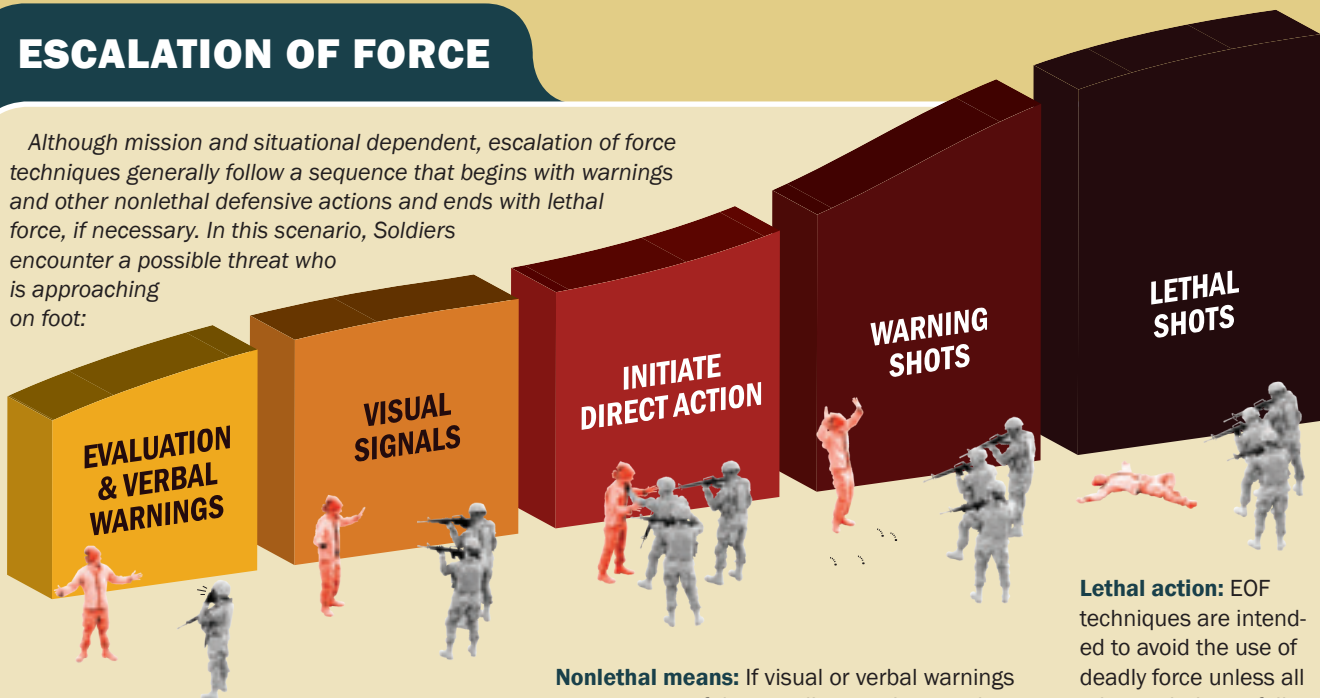 ESCALATION OF FORCE
Although mission and situational dependent, escalation of force
techniques generally follow a sequence that begins with warnings
and other nonlethal defensive actions and ends with lethal
force, if necessary. In this scenario, Soldiers
encounter a possible threat who
is approaching
on foot:
EVALUATION
& VERBAL
WARNINGS
VISUAL
SIGNALS
INITIATE
DIRECT ACTION
WARNING
SHOTS
LETHAL
SHOTS
Nonlethal means: If visual or verbal warnings
Lethal action: EOF
techniques are intend-
ed to avoid the use of
deadly force unless all